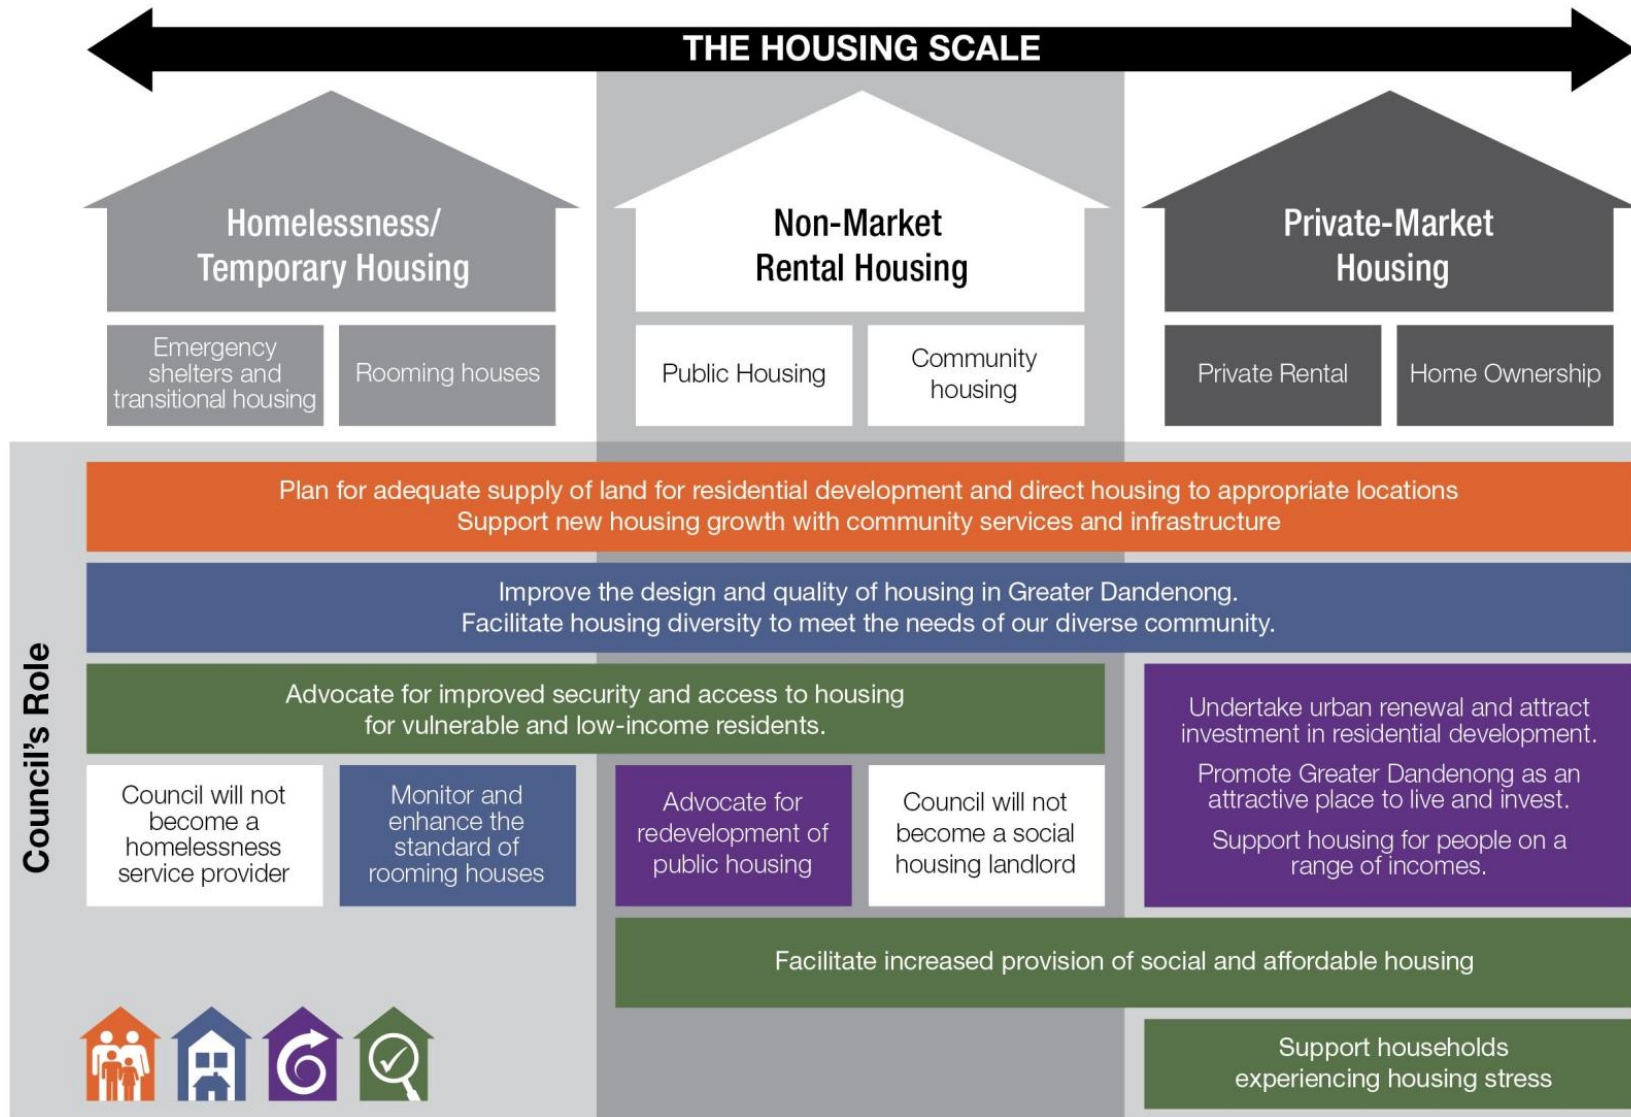 THE HOUSING SCALE
Homelessness/
Temporary Housing
Non-Market
Rental Housing
Private-Market
Housing
Emergency
shelters and
transitional housing
Rooming houses
Public Housing
Community
housing
Private Rental
Home Ownership
Council's Role
Plan for adequate supply of land for residential development and direct housing to appropriate locations
Support new housing growth with community services and infrastructure
Improve the design and quality of housing in Greater Dandenong.
Facilitate housing diversity to meet the needs of our diverse community.
Advocate for improved security and access to housing
for vulnerable and low-income residents.
Undertake urban renewal and attract
investment in residential development.
Promote Greater Dandenong as an
attractive place to live and invest.
Support housing for people on a
range of incomes.
Council will not
become a
homelessness
service provider
Monitor and
enhance the
standard of
rooming houses
Advocate for
redevelopment of
public housing
Council will not
become a social
housing landlord
Facilitate increased provision of social and affordable housing
Support households
experiencing housing stress